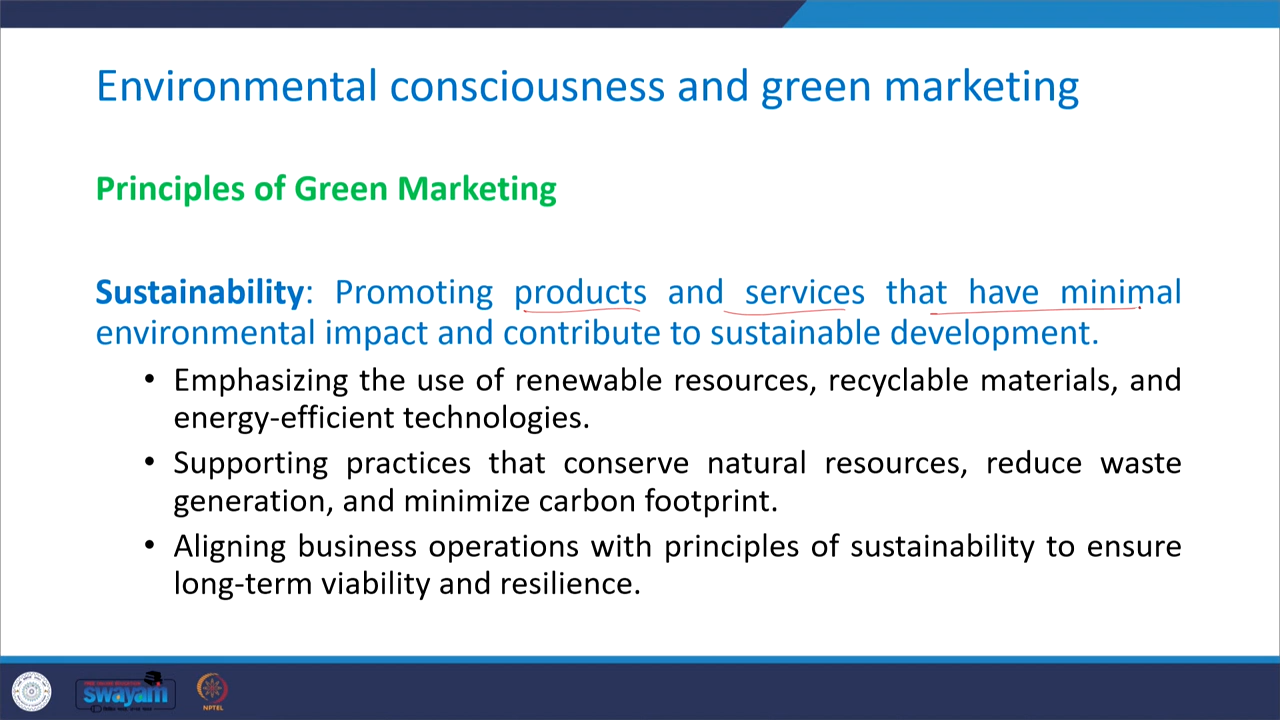 Environmental consciousness and green marketing
Principles of Green Marketing
Sustainability: Promoting products and services that have minimal
environmental impact and contribute to sustainable development.
• Emphasizing the use of renewable resources, recyclable materials, and
energy-efficient technologies.
• Supporting practices that conserve natural resources, reduce waste
generation, and minimize carbon footprint.
• Aligning business operations with principles of sustainability to ensure
long-term viability and resilience.
swayam
NPTEL